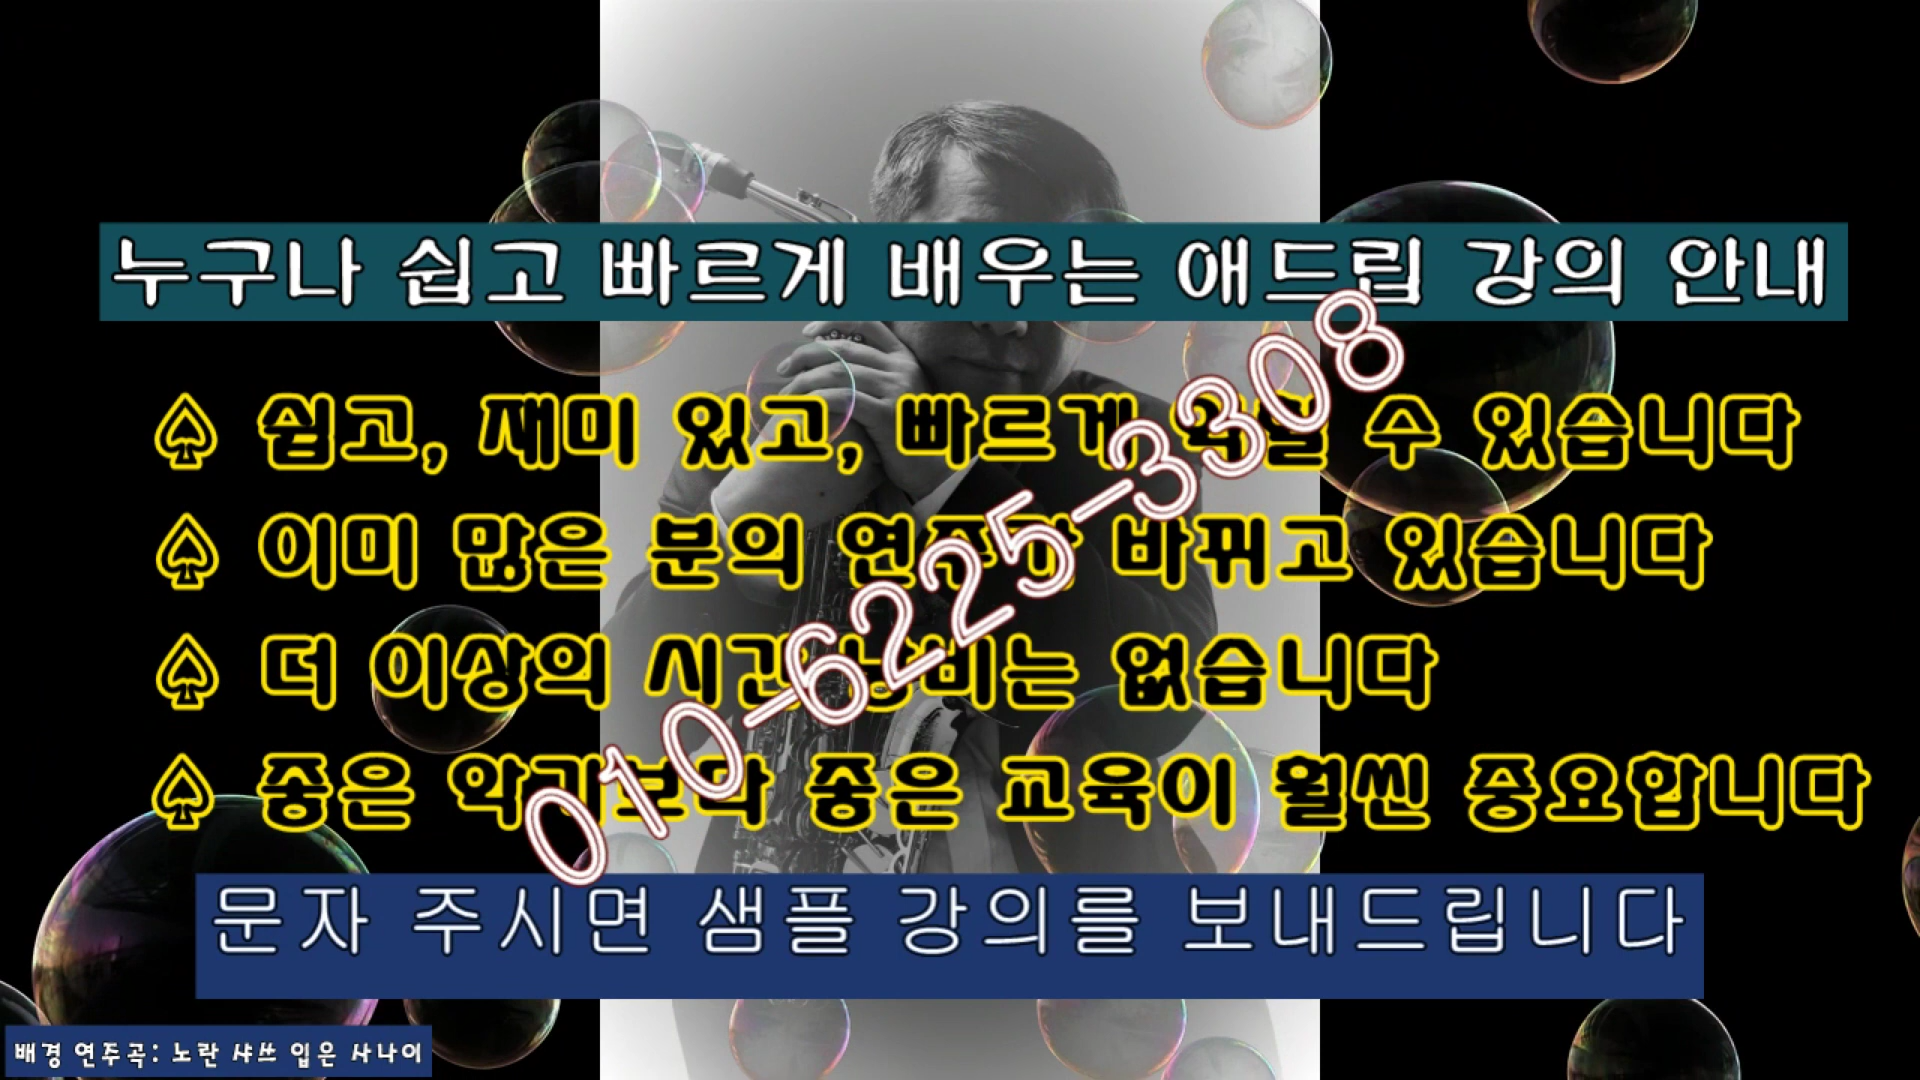 누구나 쉽고 빠르게 배우는 애드립 강의 안내
♤ 쉽고, 재미 있고, 빠르게 수 있습니다
♤ 이미 많은 분의 바뀌고 있습니다
♤ 더 이상의 시간 낭비는 없습니다
♤ 좋은 악기보다 좋은 교육이 훨씬 중요합니다
010-6225-3308
문자 주시면 샘플 강의를 보내드립니다
배경 연주곡: 노란 샤쓰 입은 사나이